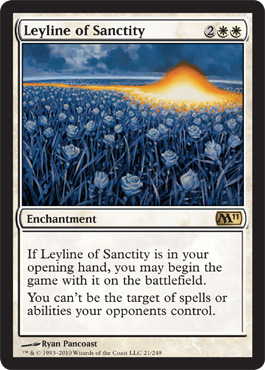 Leyline of Sanctity 2
Enchantment M11
If Leyline of Sanctity is in your
opening hand, you may begin the
game with it on the battlefield.
You can't be the target of spells or
abilities your opponents control.
Ryan Pancoast
™ & © 1993–2010 Wizards of the Coast LLC 21/249